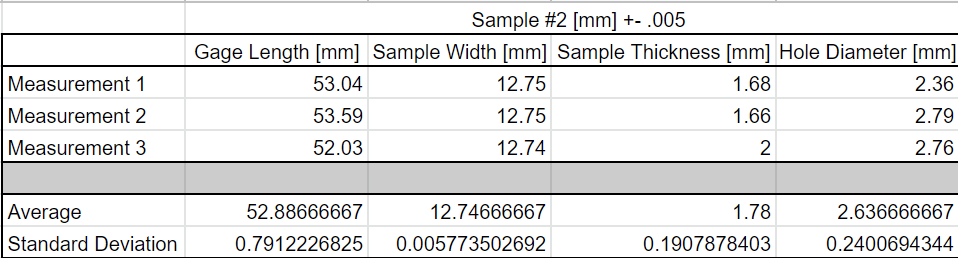 Sample #2 [mm] +- .005
Gage Length [mm] Sample Width [mm] Sample Thickness [mm] Hole Diameter [mm]
Measurement 1 53.04 12.75 1.68 2.36
Measurement 2 53.59 12.75 1.66 2.79
Measurement 3 52.03 12.74 2 2.76
Average 52.88666667 12.74666667 1.78 2.636666667
Standard Deviation 0.7912226825 0.005773502692 0.1907878403 0.2400694344